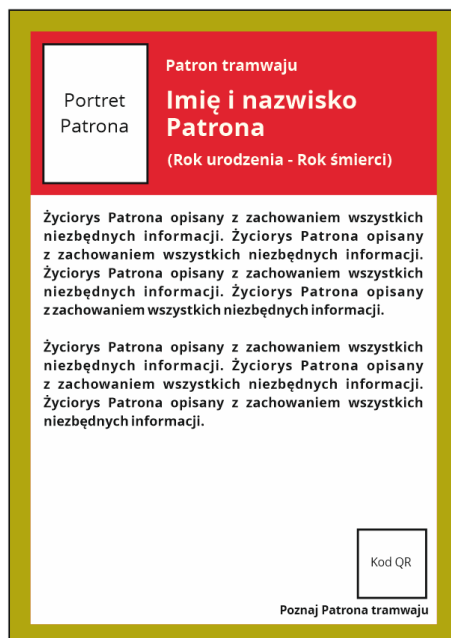 Portret
Patrona
Patron tramwaju
Imię i nazwisko
Patrona
(Rok urodzenia - Rok śmierci)
Życiorys Patrona opisany z zachowaniem wszystkich
niezbędnych informacji. Życiorys Patrona opisany
z zachowaniem wszystkich niezbędnych informacji.
Życiorys Patrona opisany z zachowaniem wszystkich
niezbędnych informacji. Życiorys Patrona opisany
z zachowaniem wszystkich niezbędnych informacji.
Życiorys Patrona opisany z zachowaniem wszystkich
niezbędnych informacji. Życiorys Patrona opisany
z zachowaniem wszystkich niezbędnych informacji.
Życiorys Patrona opisany z zachowaniem wszystkich
niezbędnych informacji.
Kod QR
Poznaj Patrona tramwaju